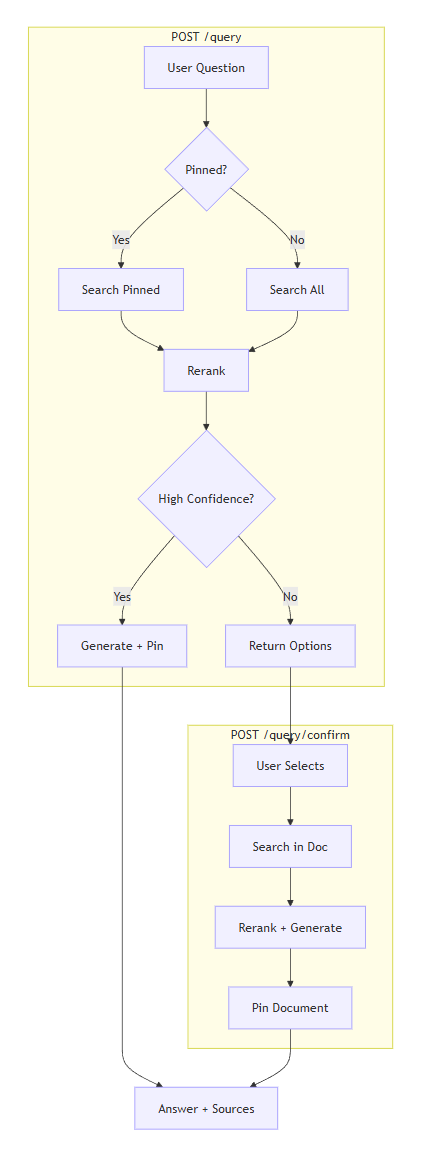 POST /query
User Question
Pinned?
Yes
No
Search Pinned
Search All
Rerank
High Confidence?
Yes
No
Generate + Pin
Return Options
POST /query/confirm
User Selects
Search in Doc
Rerank + Generate
Pin Document
Answer + Sources